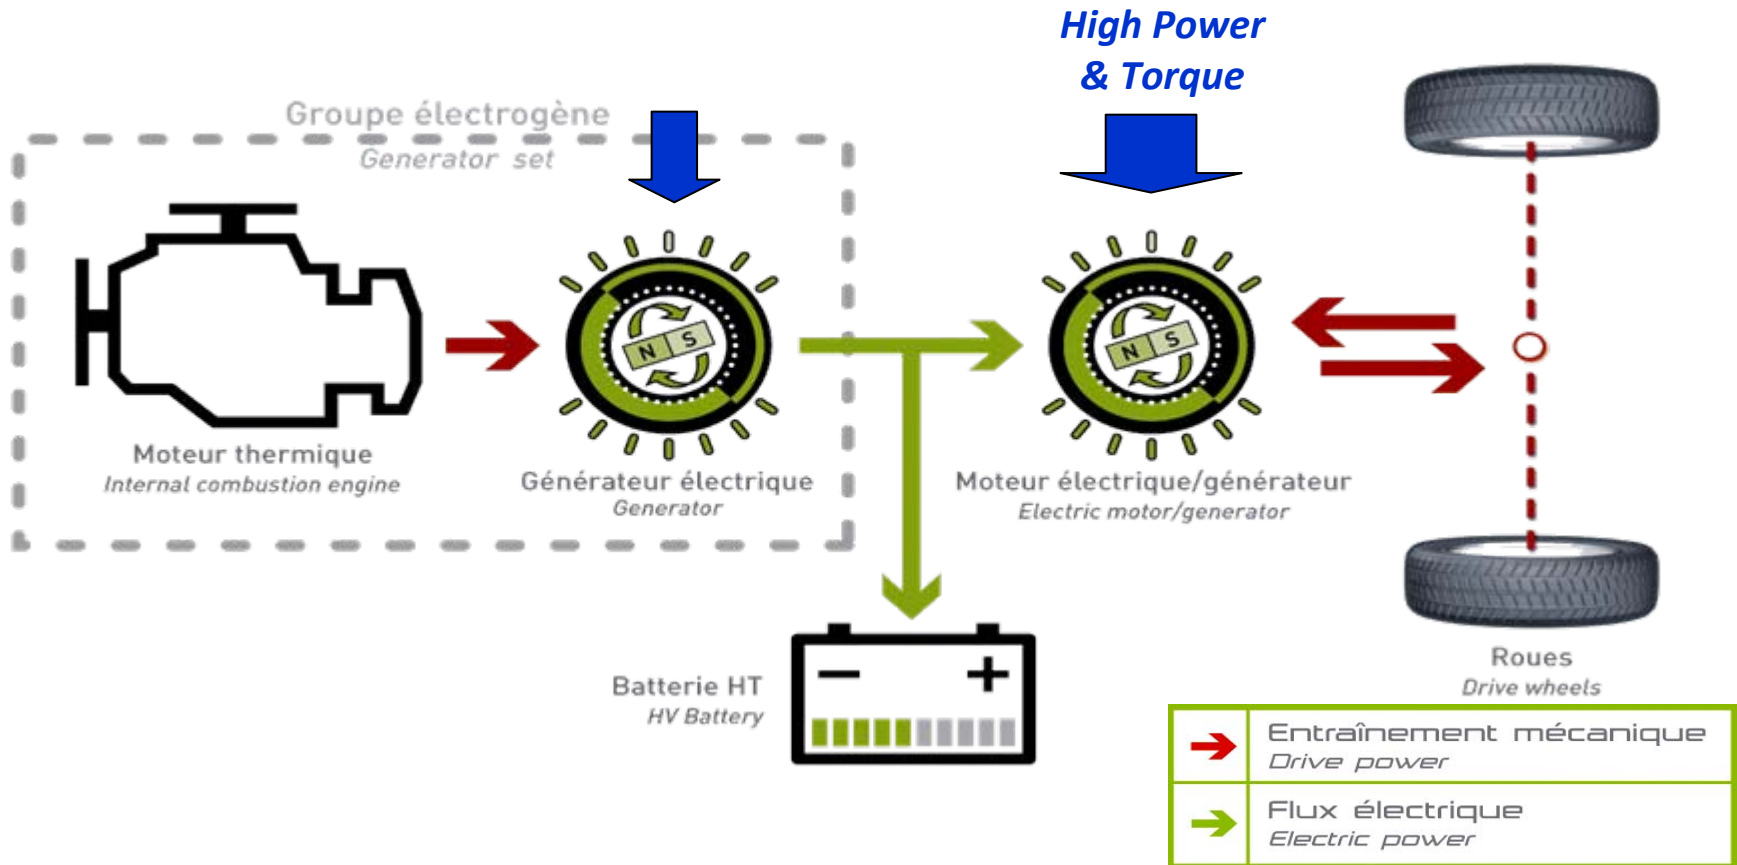 High Power
& Torque
Groupe électrogène
Generator set
N S
N S
Moteur thermique
Internal combustion engine
Générateur électrique
Generator
Moteur électrique/générateur
Electric motor/generator
Batterie HT
HV Battery
− +
Roues
Drive wheels
Entraînement mécanique
Drive power
Flux électrique
Electric power